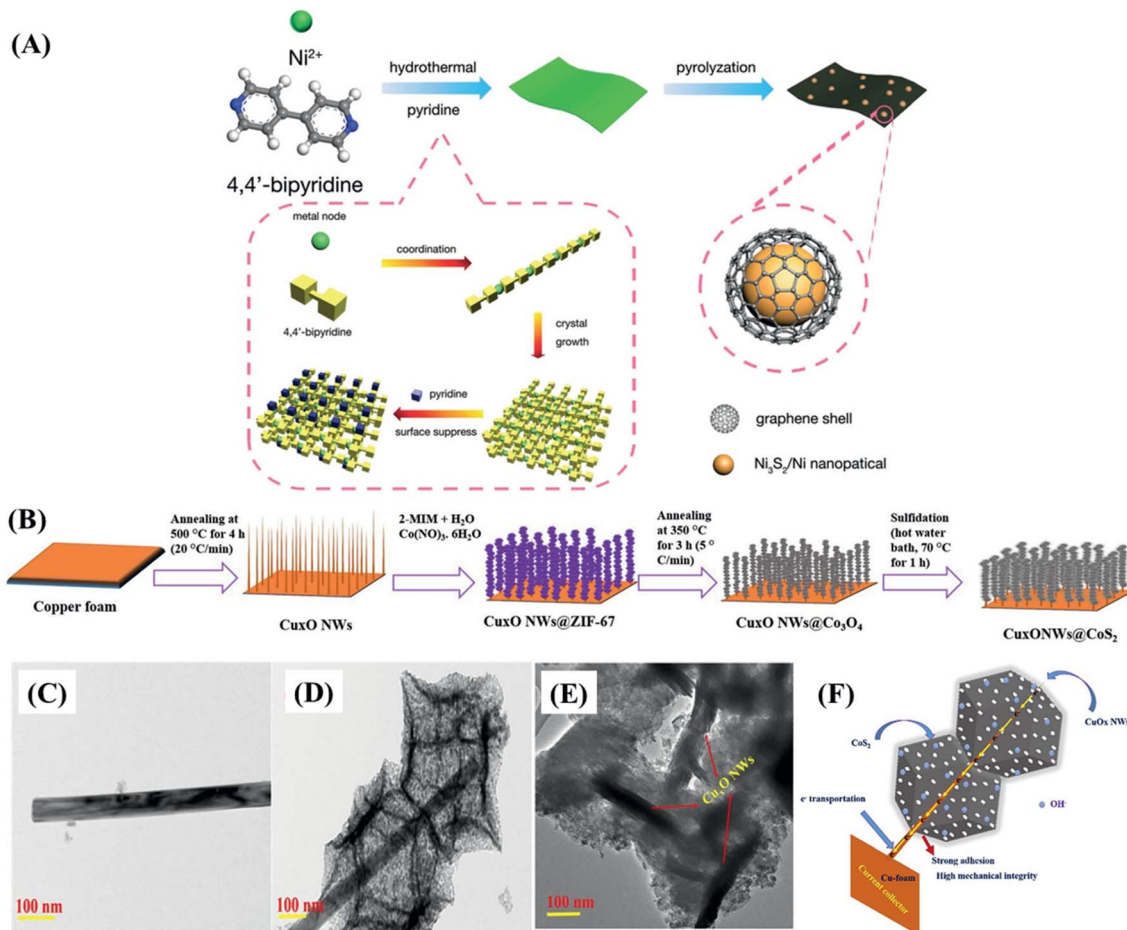 (A)
Ni2+
hydrothermal
pyridine
pyrolyzation
4,4’-bipyridine
metal node
coordination
4,4’-bipyridine
crystal
growth
pyridine
surface suppress
graphene shell
Ni3S2/Ni nanopatical
(B)
Annealing at
500 °C for 4 h
(20 °C/min)
2-MIM + H2O
Co(NO)3. 6H2O
Annealing
at 350 °C
for 3 h (5 °
C/min)
Sulfidation
(hot water
bath, 70 °C
for 1 h)
Copper foam
CuxO NWs
CuxO NWs@ZIF-67
CuxO NWs@Co3O4
CuxONWs@CoS2
(C)
100 nm
(D)
100 nm
(E)
CuxO NWs
100 nm
(F)
CuOx NWs
CoS2
OH-
e- transportation
Strong adhesion
High mechanical integrity
Cu-foam
Current collector